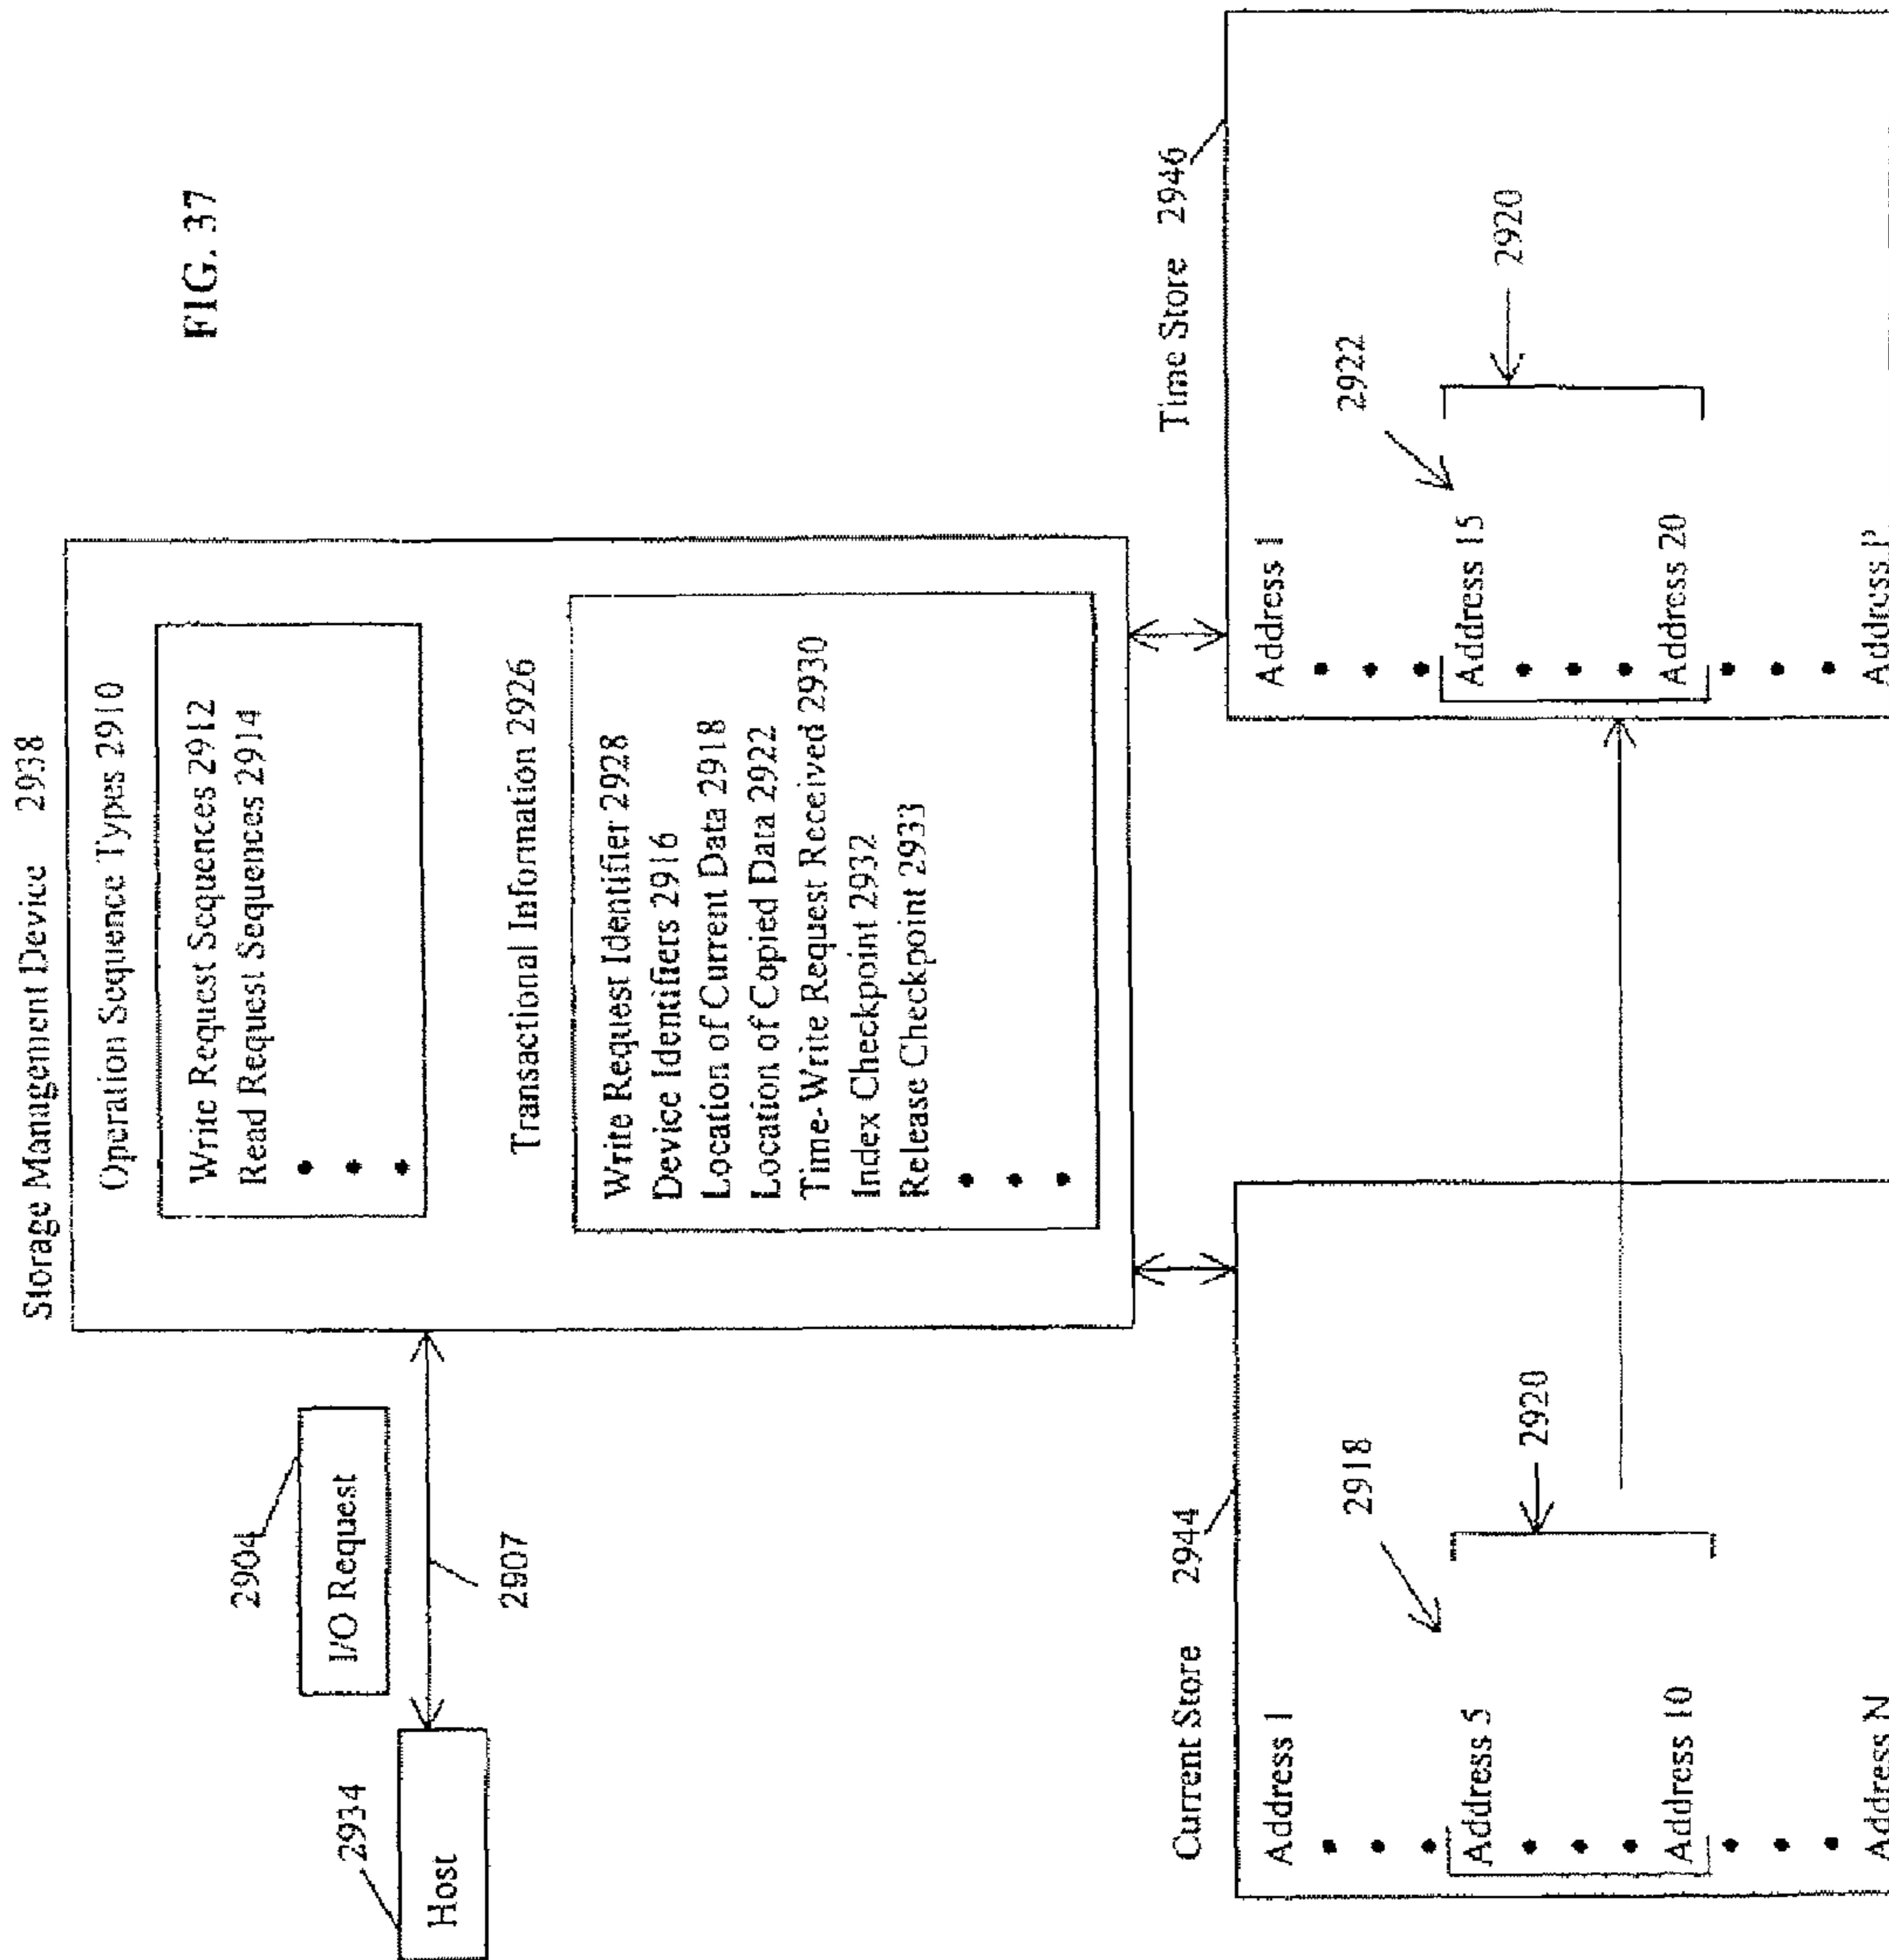 FIG. 37
Storage Management Device 2938
Operation Sequence Types 2910
Write Request Sequences 2912
Read Request Sequences 2914
Transactional Information 2926
Write Request Identifier 2928
Device Identifiers 2916
Location of Current Data 2918
Location of Copied Data 2922
Time-Write Request Received 2930
Index Checkpoint 2932
Release Checkpoint 2933
2904
I/O Request
2907
2934
Host
Current Store 2944
Address 1
Address 5
Address 10
Address N
2918
2920
Time Store 2946
Address 1
Address 15
Address 20
Address P
2922
2920